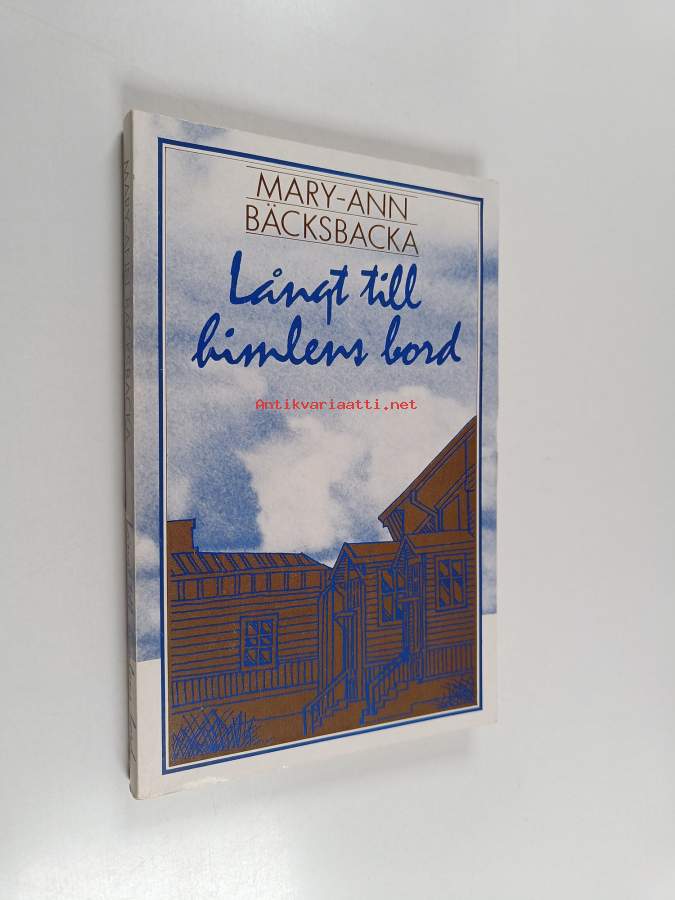 MARY-ANN
BÄCKSBACKA
Långt till
himlens bord
Antikvariaatti.net